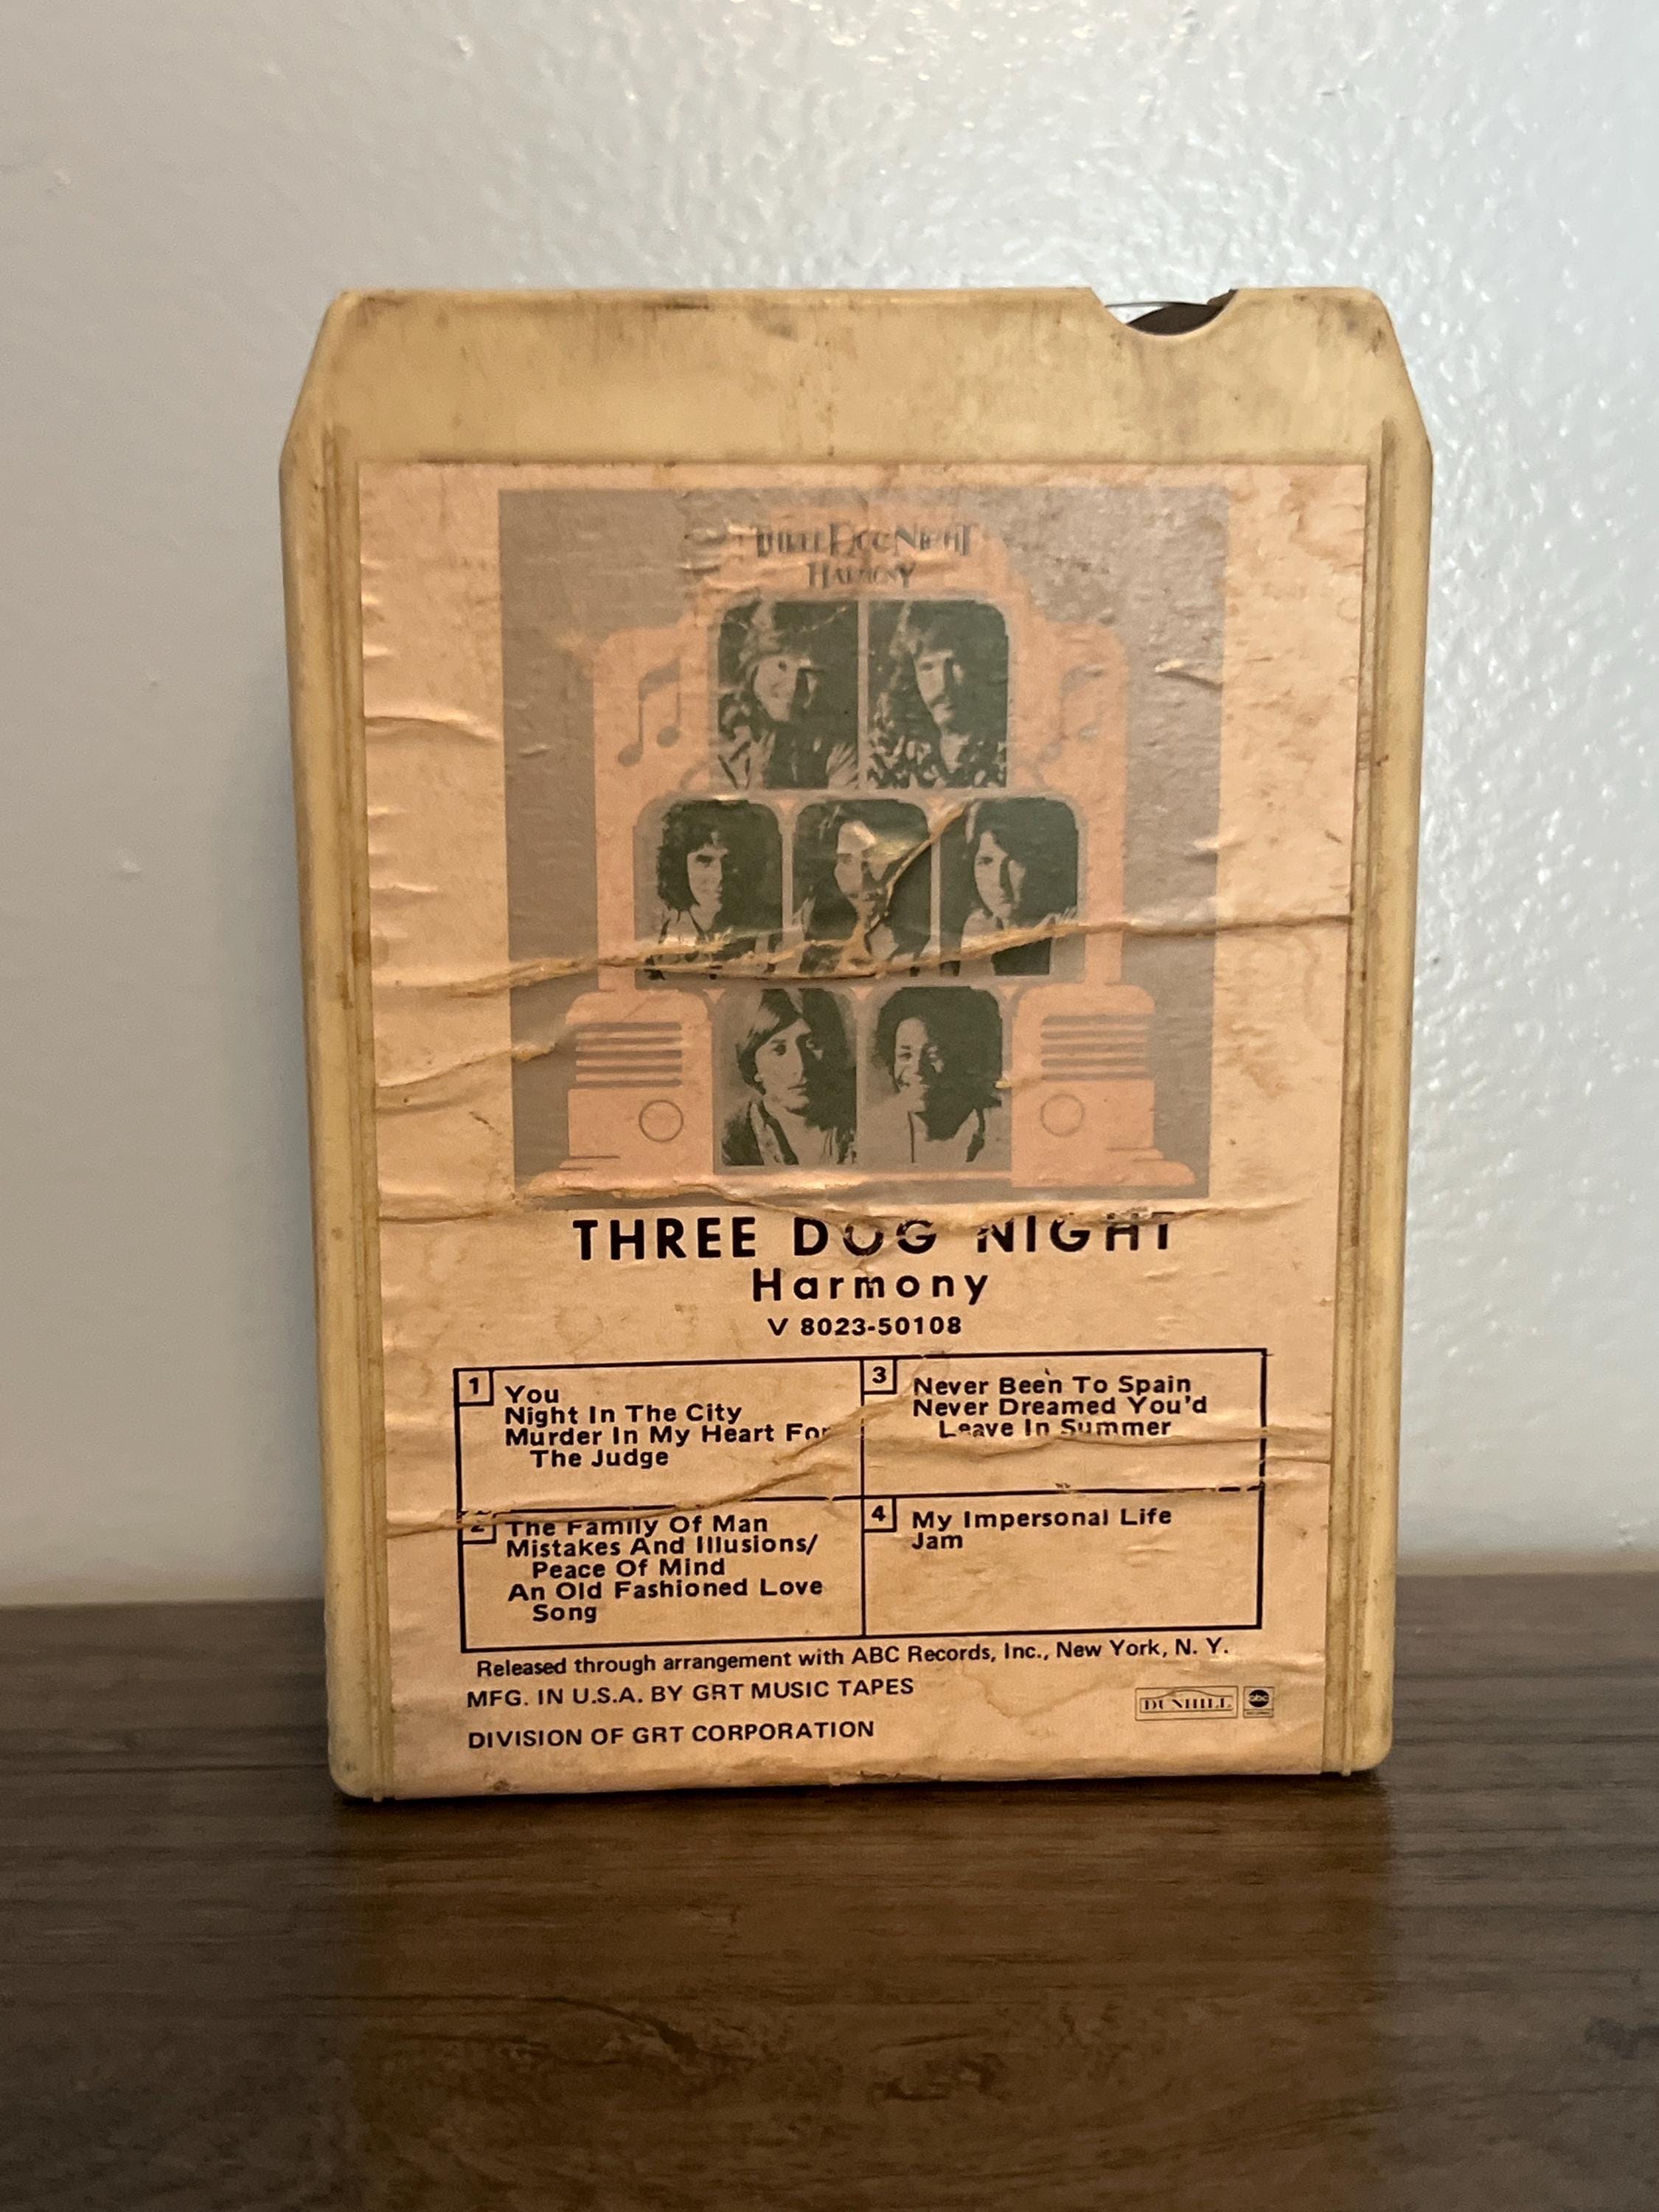 THREE DOG NIGHT
HARMONY
THREE DOG NIGHT
Harmony
V 8023-50108
1
You
Night In The City
Murder In My Heart For
The Judge
2
The Family Of Man
Mistakes And Illusions/
Peace Of Mind
An Old Fashioned Love
Song
3
Never Been To Spain
Never Dreamed You'd
Leave In Summer
4
My Impersonal Life
Jam
Released through arrangement with ABC Records, Inc., New York, N. Y.
MFG. IN U.S.A. BY GRT MUSIC TAPES
DIVISION OF GRT CORPORATION
DUNHILL
abc